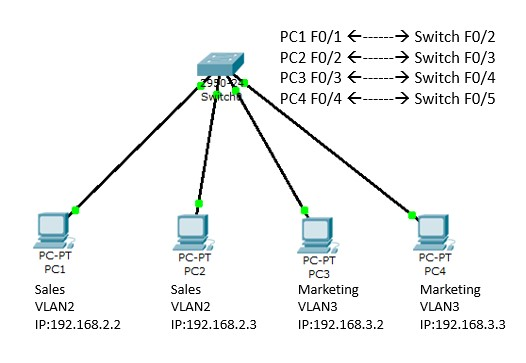 PC1 F0/1 <------> Switch F0/2
PC2 F0/2 <------> Switch F0/3
PC3 F0/3 <------> Switch F0/4
PC4 F0/4 <------> Switch F0/5
2950-24
Switch0
PC-PT
PC1
Sales
VLAN2
IP:192.168.2.2
PC-PT
PC2
Sales
VLAN2
IP:192.168.2.3
PC-PT
PC3
Marketing
VLAN3
IP:192.168.3.2
PC-PT
PC4
Marketing
VLAN3
IP:192.168.3.3